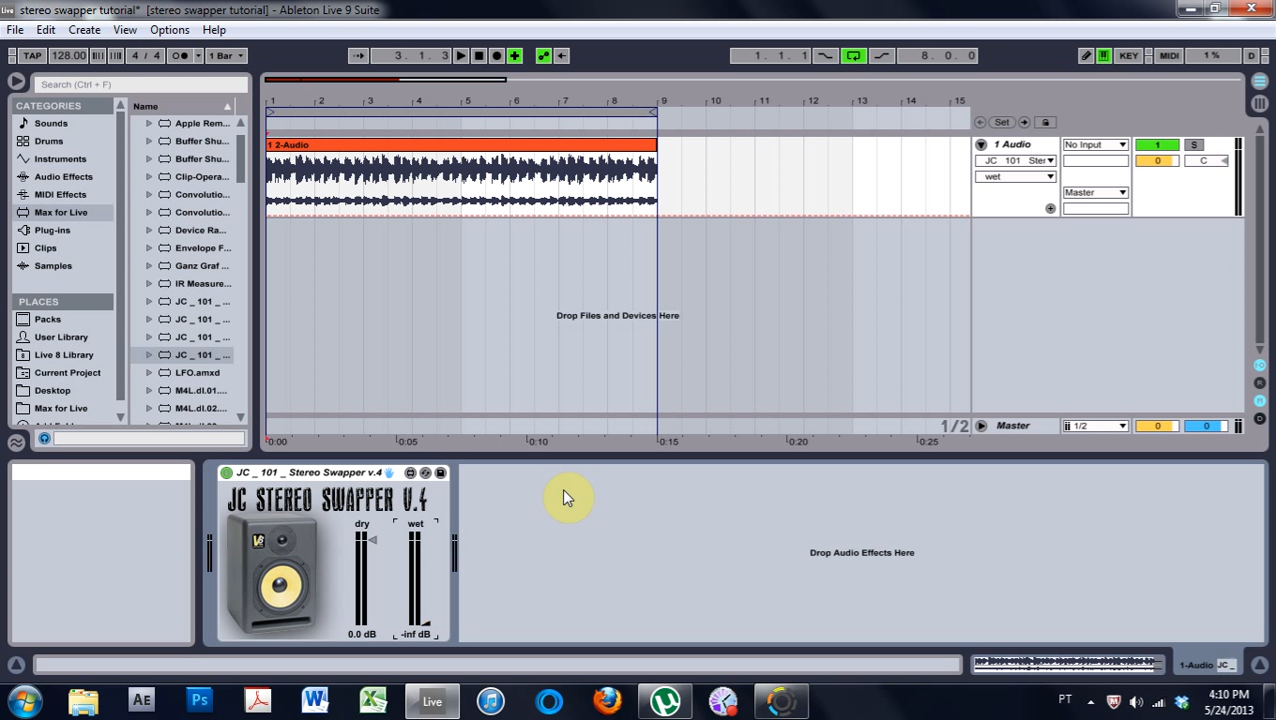 stereo swapper tutorial* [stereo swapper tutorial] - Ableton Live 9 Suite
File Edit Create View Options Help
TAP 128.00 4 / 4 1 Bar 3. 1. 3 1. 1. 1 8. 0. 0 KEY MIDI 1 % D
Search (Ctrl + F)
CATEGORIES
Sounds
Drums
Instruments
Audio Effects
MIDI Effects
Max for Live
Plug-ins
Clips
Samples
PLACES
Packs
User Library
Live 8 Library
Current Project
Desktop
Max for Live
Name
Apple Rem...
Buffer Shu...
Buffer Shu...
Clip-Opera...
Convolutio...
Convolutio...
Device Ra...
Envelope F...
Ganz Graf ...
IR Measure...
JC _ 101 _ ...
JC _ 101 _ ...
JC _ 101 _ ...
JC _ 101 _ ...
LFO.amxd
M4L.dl.01....
M4L.dl.02....
1 2 3 4 5 6 7 8 9 10 11 12 13 14 15
Set
1 2-Audio
1 Audio
JC _ 101 _ Ster
wet
No Input
Master
1 S
0 C
Drop Files and Devices Here
1/2 Master 1/2 0 0
0:00 0:05 0:10 0:15 0:20 0:25
JC _ 101 _ Stereo Swapper v.4
JC STEREO SWAPPER V.4
dry wet
0.0 dB -inf dB
Drop Audio Effects Here
1-Audio JC _
Ae Ps W X Live
PT 4:10 PM
5/24/2013